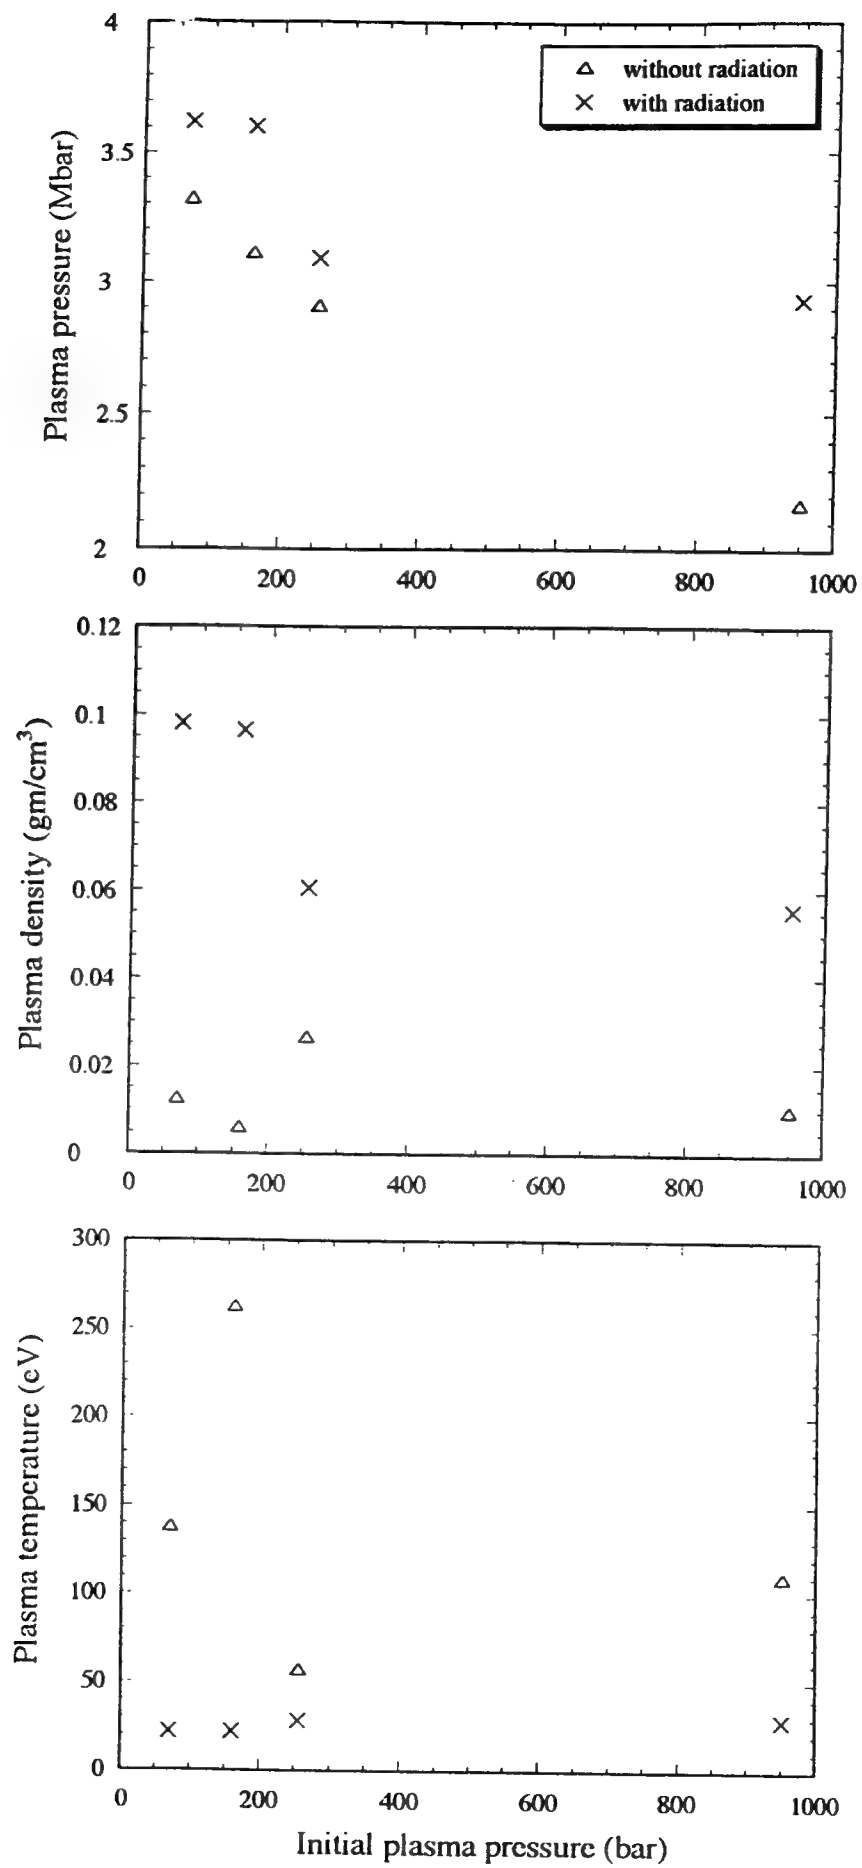 4
3.5
3
2.5
2
Plasma pressure (Mbar)
without radiation
with radiation
0 200 400 600 800 1000
0.12
0.1
0.08
0.06
0.04
0.02
0
Plasma density (gm/cm³)
0 200 400 600 800 1000
300
250
200
150
100
50
0
Plasma temperature (eV)
0 200 400 600 800 1000
Initial plasma pressure (bar)